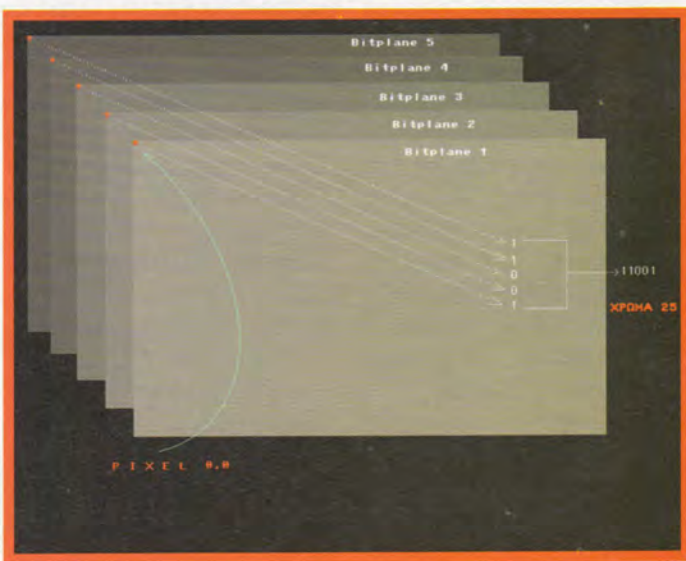 Bitplane 5
Bitplane 4
Bitplane 3
Bitplane 2
Bitplane 1
1
1
0
0
1
11001
ΧΡΩΜΑ 25
PIXEL 0.0